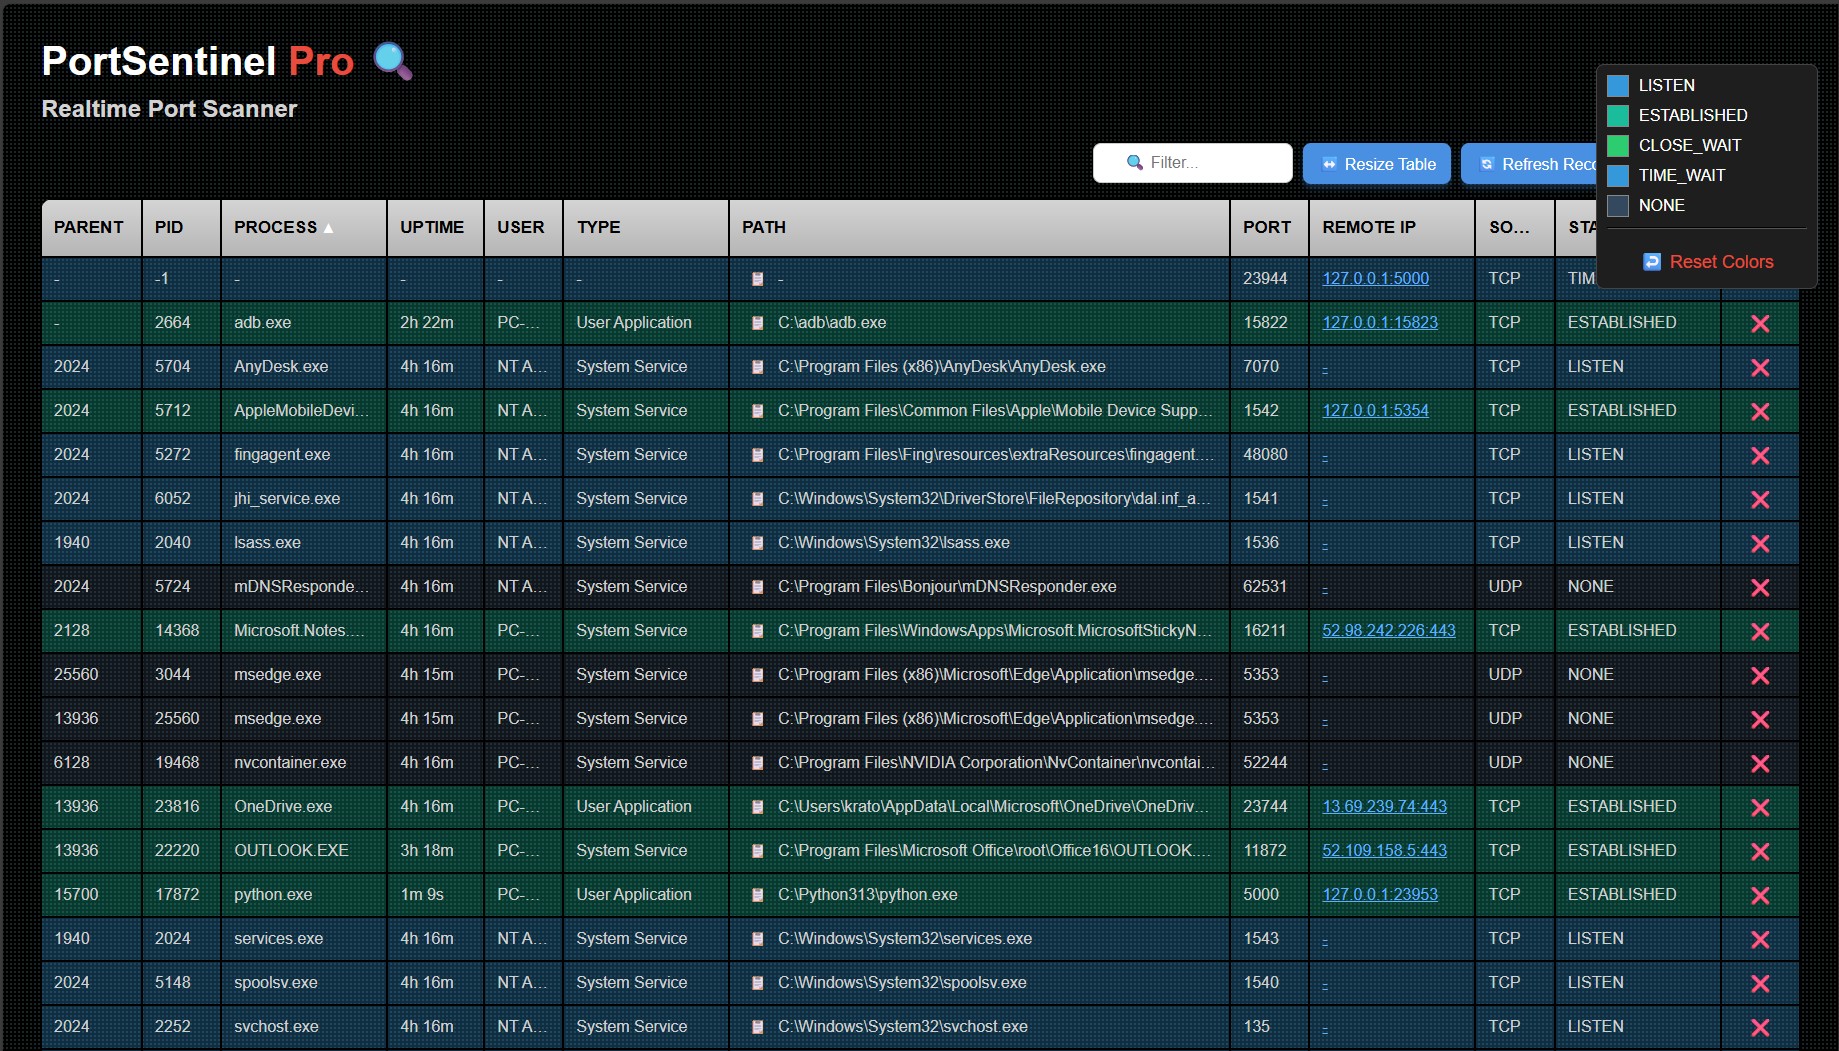 PortSentinel Pro
Realtime Port Scanner
LISTEN
ESTABLISHED
CLOSE_WAIT
TIME_WAIT
NONE
Reset Colors
Filter...
Resize Table
Refresh Reco
PARENT PID PROCESS ▲ UPTIME USER TYPE PATH PORT REMOTE IP SO... STA
- -1 - - - - - 23944 127.0.0.1:5000 TCP TIM
- 2664 adb.exe 2h 22m PC-... User Application C:\adb\adb.exe 15822 127.0.0.1:15823 TCP ESTABLISHED
2024 5704 AnyDesk.exe 4h 16m NT A... System Service C:\Program Files (x86)\AnyDesk\AnyDesk.exe 7070 - TCP LISTEN
2024 5712 AppleMobileDevi... 4h 16m NT A... System Service C:\Program Files\Common Files\Apple\Mobile Device Supp... 1542 127.0.0.1:5354 TCP ESTABLISHED
2024 5272 fingagent.exe 4h 16m NT A... System Service C:\Program Files\Fing\resources\extraResources\fingagent.... 48080 - TCP LISTEN
2024 6052 jhi_service.exe 4h 16m NT A... System Service C:\Windows\System32\DriverStore\FileRepository\dal.inf_a... 1541 - TCP LISTEN
1940 2040 lsass.exe 4h 16m NT A... System Service C:\Windows\System32\lsass.exe 1536 - TCP LISTEN
2024 5724 mDNSResponde... 4h 16m NT A... System Service C:\Program Files\Bonjour\mDNSResponder.exe 62531 - UDP NONE
2128 14368 Microsoft.Notes.... 4h 16m PC-... System Service C:\Program Files\WindowsApps\Microsoft.MicrosoftStickyN... 16211 52.98.242.226:443 TCP ESTABLISHED
25560 3044 msedge.exe 4h 15m PC-... System Service C:\Program Files (x86)\Microsoft\Edge\Application\msedge.... 5353 - UDP NONE
13936 25560 msedge.exe 4h 15m PC-... System Service C:\Program Files (x86)\Microsoft\Edge\Application\msedge.... 5353 - UDP NONE
6128 19468 nvcontainer.exe 4h 16m PC-... System Service C:\Program Files\NVIDIA Corporation\NvContainer\nvcontai... 52244 - UDP NONE
13936 23816 OneDrive.exe 4h 16m PC-... User Application C:\Users\krato\AppData\Local\Microsoft\OneDrive\OneDriv... 23744 13.69.239.74:443 TCP ESTABLISHED
13936 22220 OUTLOOK.EXE 3h 18m PC-... System Service C:\Program Files\Microsoft Office\root\Office16\OUTLOOK.... 11872 52.109.158.5:443 TCP ESTABLISHED
15700 17872 python.exe 1m 9s PC-... User Application C:\Python313\python.exe 5000 127.0.0.1:23953 TCP ESTABLISHED
1940 2024 services.exe 4h 16m NT A... System Service C:\Windows\System32\services.exe 1543 - TCP LISTEN
2024 5148 spoolsv.exe 4h 16m NT A... System Service C:\Windows\System32\spoolsv.exe 1540 - TCP LISTEN
2024 2252 svchost.exe 4h 16m NT A... System Service C:\Windows\System32\svchost.exe 135 - TCP LISTEN